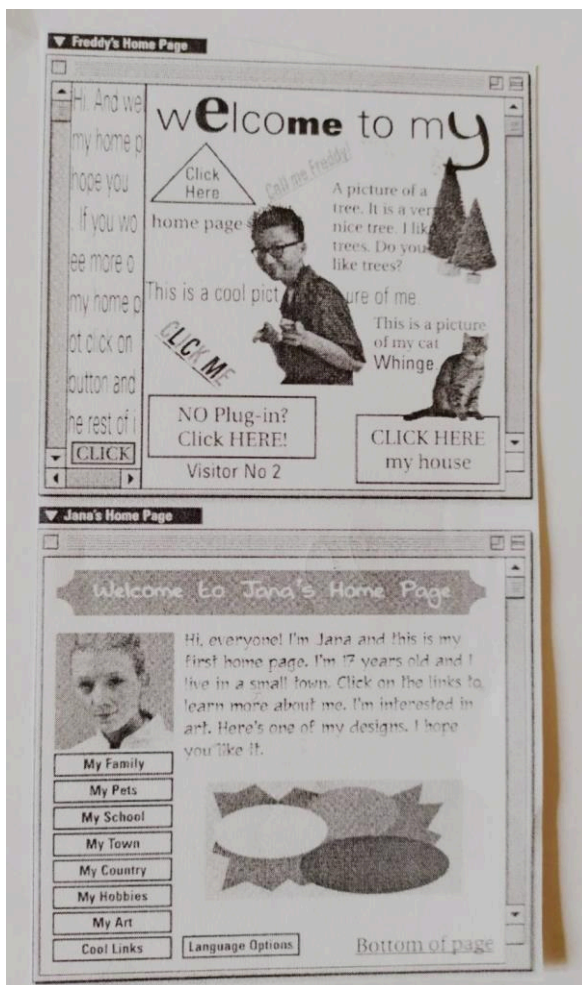 Freddy's Home Page
Hi. And we
my home p
hope you
. If you wo
ee more o
my home p
ot click on
button and
he rest of i
CLICK
welcome to my
Click
Here
Call me Freddy!
home page
A picture of a
tree. It is a ver
nice tree. I lik
trees. Do you
like trees?
This is a cool pict ure of me.
CLICK ME
This is a picture
of my cat
Whinge.
NO Plug-in?
Click HERE!
CLICK HERE
my house
Visitor No 2
Jana's Home Page
Welcome to Jana's Home Page
Hi, everyone! I'm Jana and this is my
first home page. I'm 17 years old and I
live in a small town. Click on the links to
learn more about me. I'm interested in
art. Here's one of my designs. I hope
you like it.
My Family
My Pets
My School
My Town
My Country
My Hobbies
My Art
Cool Links
Language Options
Bottom of page